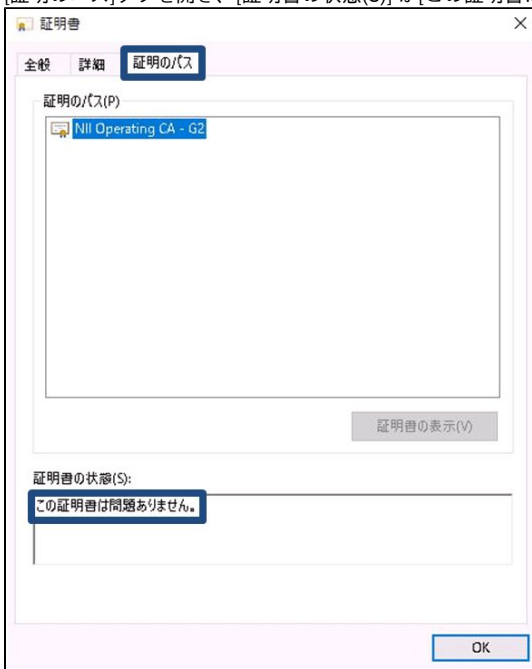 証明書
全般 詳細 証明のパス
証明のパス(P)
NII Operating CA - G2
証明書の表示(V)
証明書の状態(S):
この証明書は問題ありません。
OK